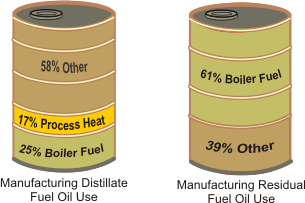 58% Other
17% Process Heat
25% Boiler Fuel
Manufacturing Distillate
Fuel Oil Use
61% Boiler Fuel
39% Other
Manufacturing Residual
Fuel Oil Use